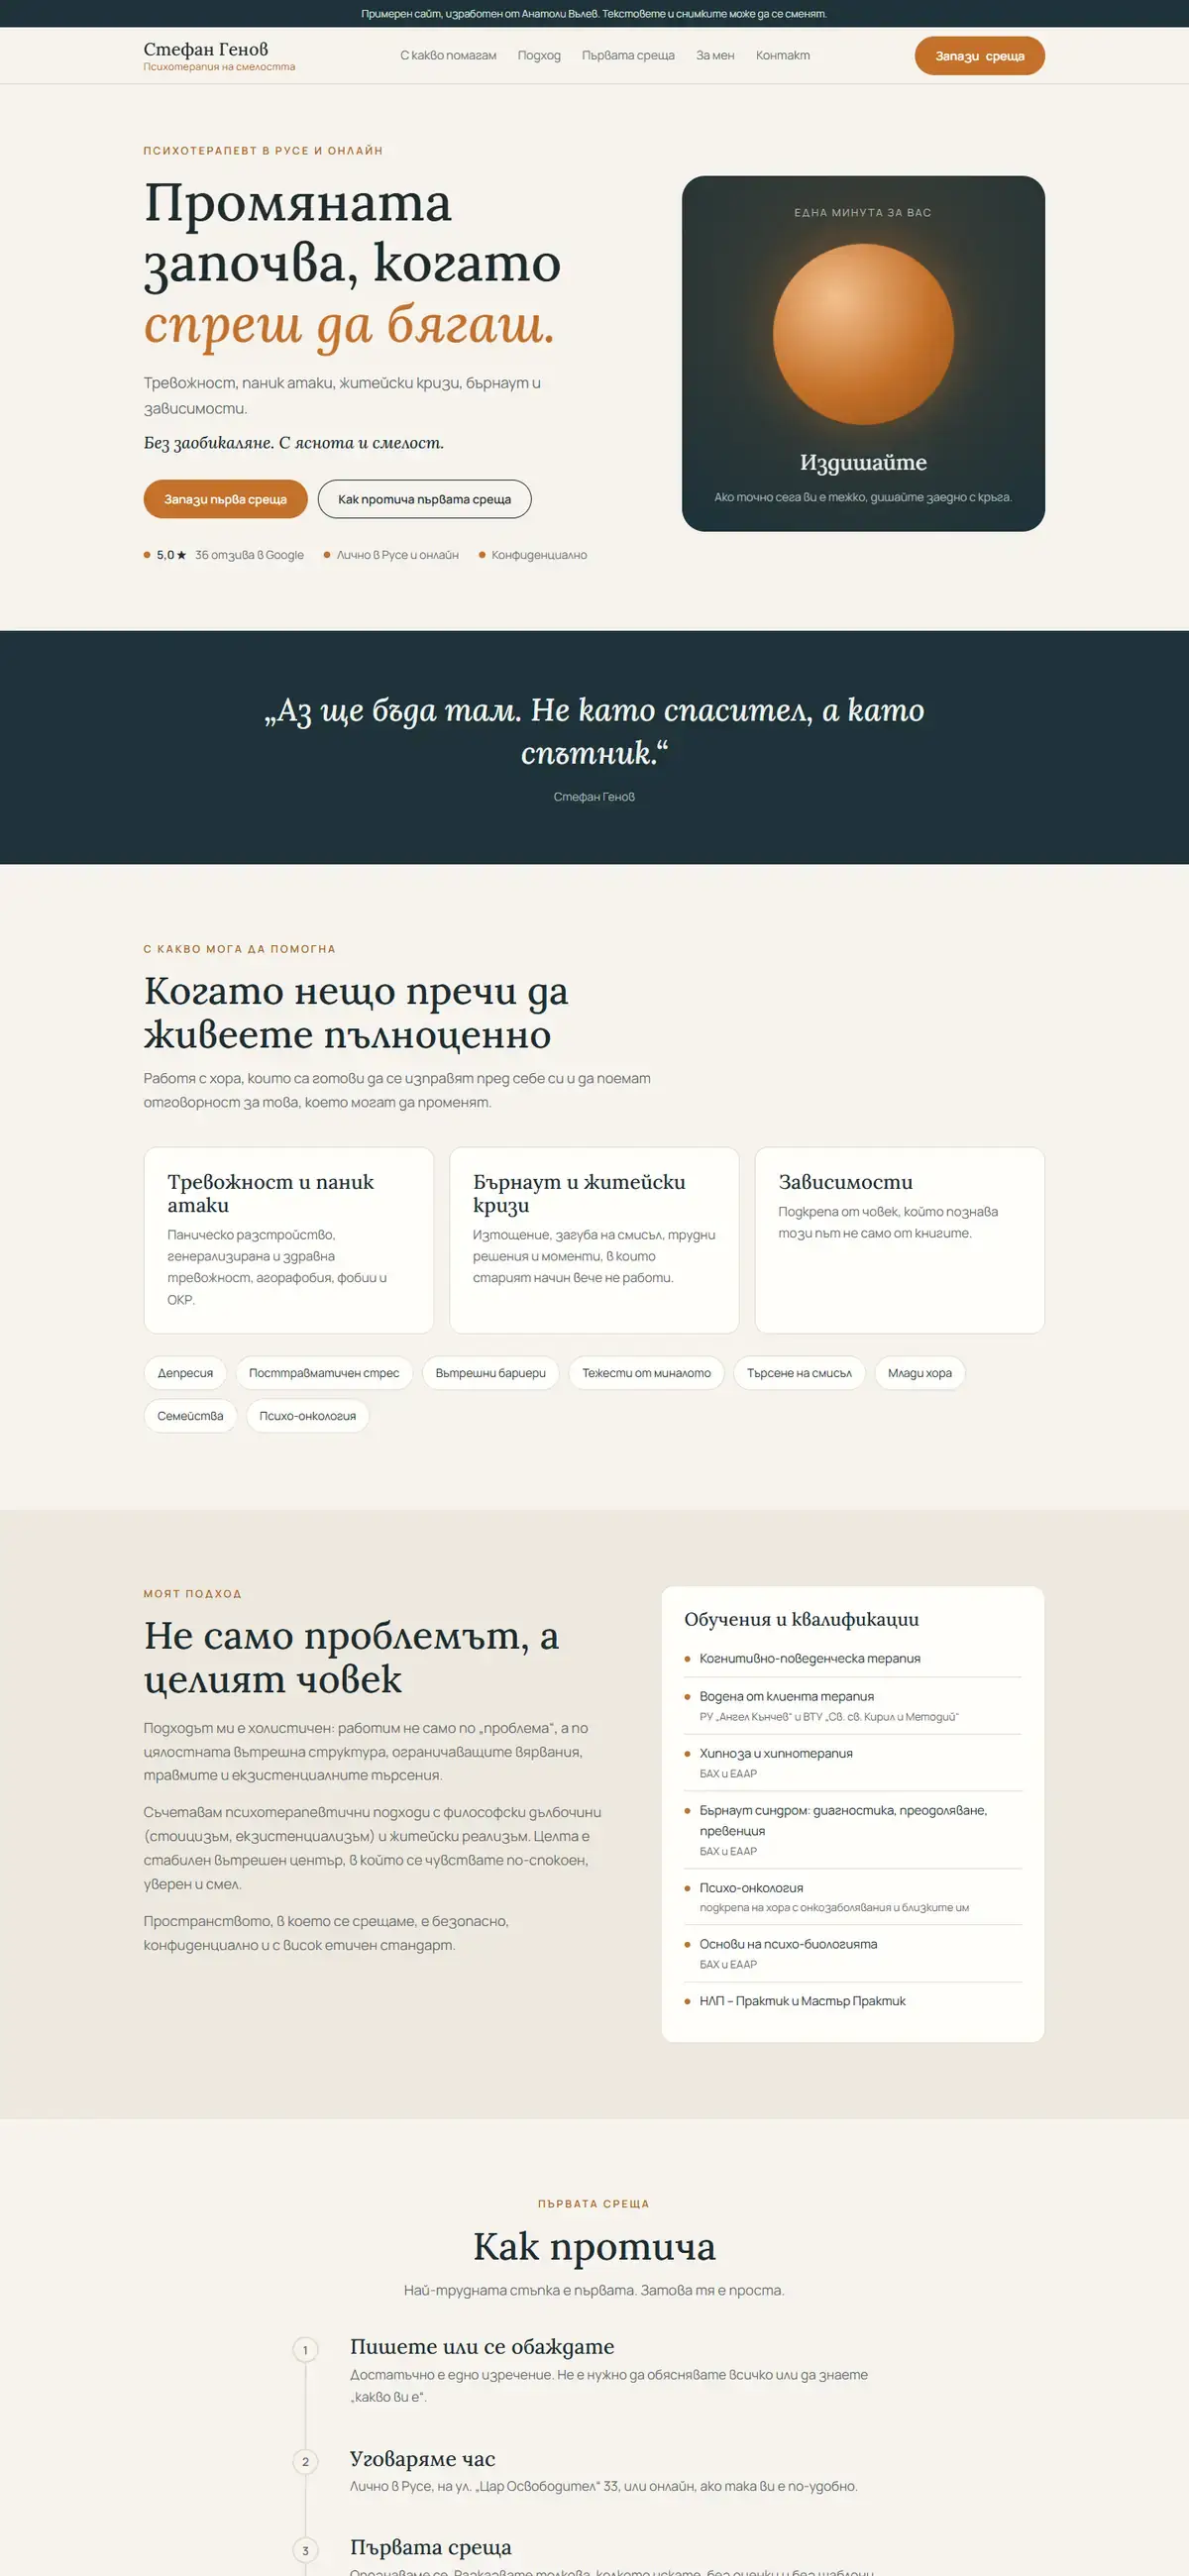 Примерен сайт, изработен от Анатоли Вълев. Текстовете и снимките може да се сменят.
Стефан Генов
Психотерапия на смелостта
С какво помагам
Подход
Първата среща
За мен
Контакт
Запази среща
ПСИХОТЕРАПЕВТ В РУСЕ И ОНЛАЙН
Промяната
започва, когато
спреш да бягаш.
Тревожност, паник атаки, житейски кризи, бърнаут и
зависимости.
Без заобикаляне. С яснота и смелост.
Запази първа среща
Как протича първата среща
5,0 ★ 36 отзива в Google
Лично в Русе и онлайн
Конфиденциално
ЕДНА МИНУТА ЗА ВАС
Издишайте
Ако точно сега ви е тежко, дишайте заедно с кръга.
„Аз ще бъда там. Не като спасител, а като
спътник.“
Стефан Генов
С КАКВО МОГА ДА ПОМОГНА
Когато нещо пречи да
живеете пълноценно
Работя с хора, които са готови да се изправят пред себе си и да поемат
отговорност за това, което могат да променят.
Тревожност и паник
атаки
Паническо разстройство,
генерализирана и здравна
тревожност, агорафобия, фобии и
ОКР.
Бърнаут и житейски
кризи
Изтощение, загуба на смисъл, трудни
решения и моменти, в които
старият начин вече не работи.
Зависимости
Подкрепа от човек, който познава
този път не само от книгите.
Депресия
Посттравматичен стрес
Вътрешни бариери
Тежести от миналото
Търсене на смисъл
Млади хора
Семейства
Психо-онкология
МОЯТ ПОДХОД
Не само проблемът, а
целият човек
Подходът ми е холистичен: работим не само по „проблема“, а по
цялостната вътрешна структура, ограничаващите вярвания,
травмите и екзистенциалните търсения.
Съчетавам психотерапевтични подходи с философски дълбочини
(стоицизъм, екзистенциализъм) и житейски реализъм. Целта е
стабилен вътрешен център, в който се чувствате по-спокоен,
уверен и смел.
Пространството, в което се срещаме, е безопасно,
конфиденциално и с висок етичен стандарт.
Обучения и квалификации
Когнитивно-поведенческа терапия
Водена от клиента терапия
РУ „Ангел Кънчев“ и ВТУ „Св. св. Кирил и Методий“
Хипноза и хипнотерапия
БАХ и ЕААР
Бърнаут синдром: диагностика, преодоляване,
превенция
БАХ и ЕААР
Психо-онкология
подкрепа на хора с онкозаболявания и близките им
Основи на психо-биологията
БАХ и ЕААР
НЛП – Практик и Мастър Практик
ПЪРВАТА СРЕЩА
Как протича
Най-трудната стъпка е първата. Затова тя е проста.
1
Пишете или се обаждате
Достатъчно е едно изречение. Не е нужно да обяснявате всичко или да знаете
„какво ви е“.
2
Уговаряме час
Лично в Русе, на ул. „Цар Освободител“ 33, или онлайн, ако така ви е по-удобно.
3
Първата среща
Опознаваме се. Разказвате толкова, колкото искате, без оценки и без шаблони.